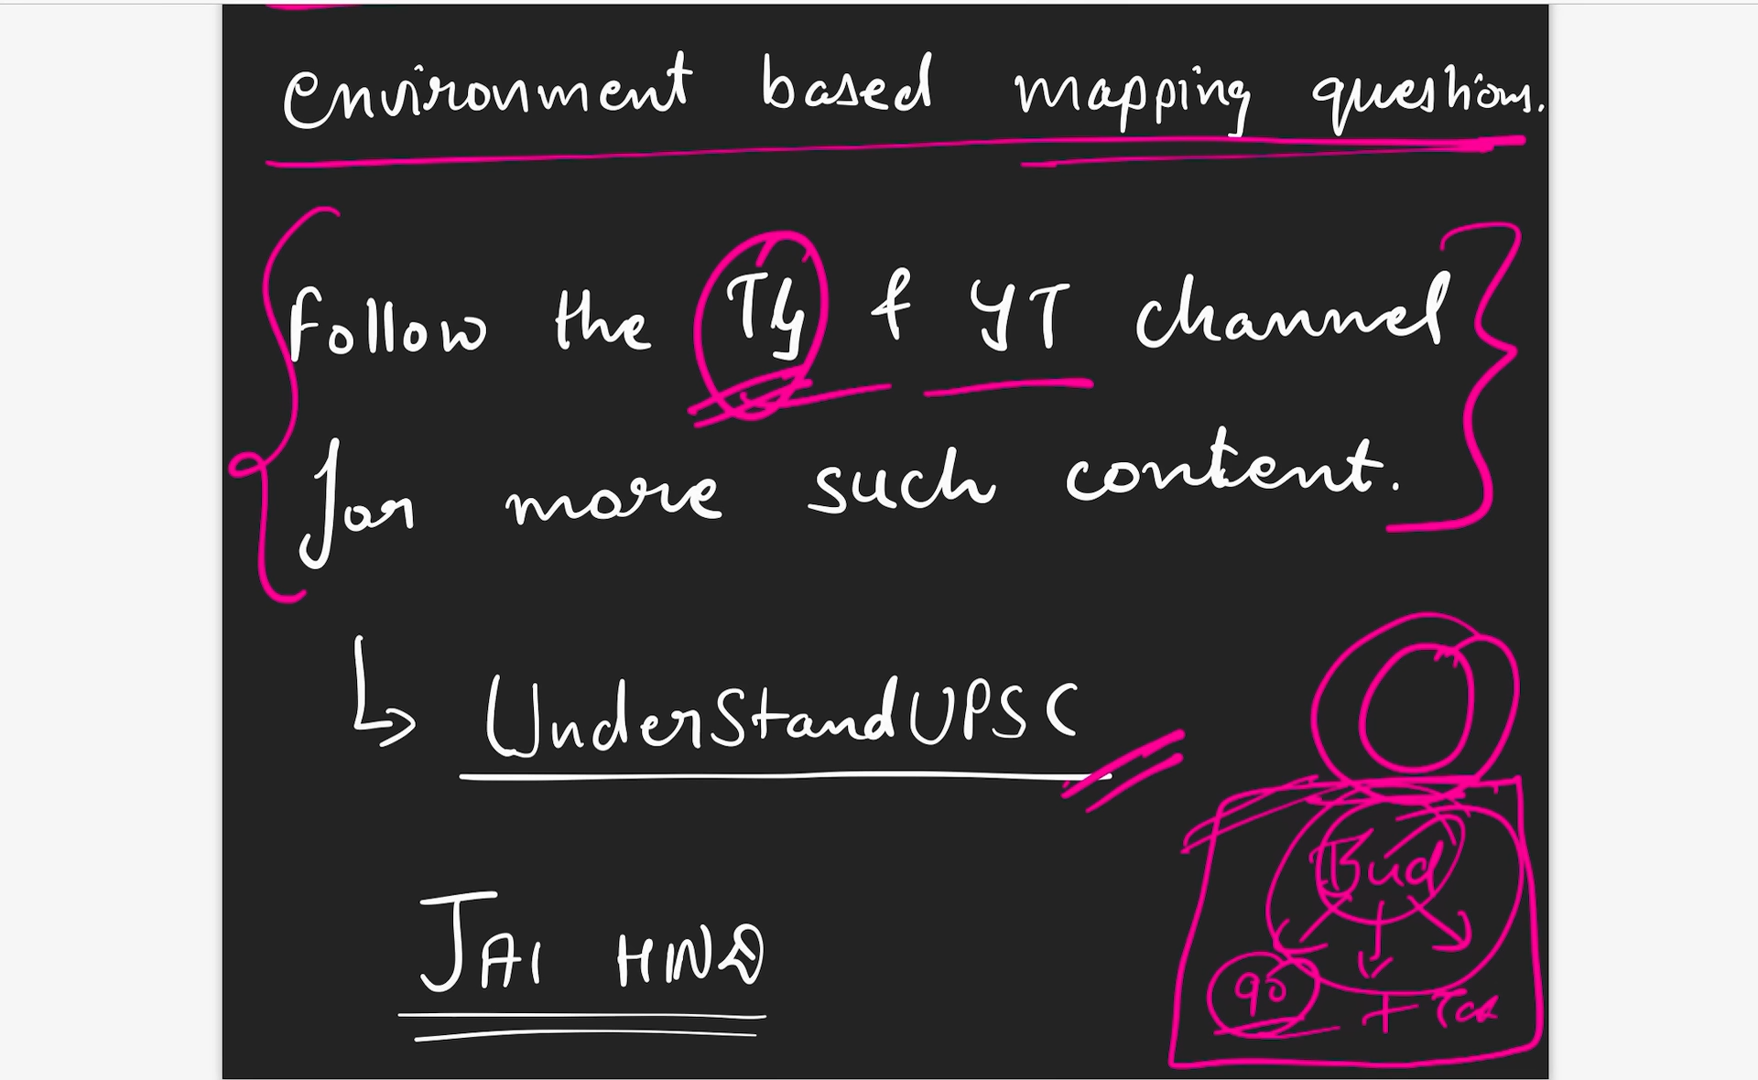 environment based mapping questions.
Follow the Tg & YT channel
for more such content.
↳ UnderStandUPSC
JAI HIND
Bud
90